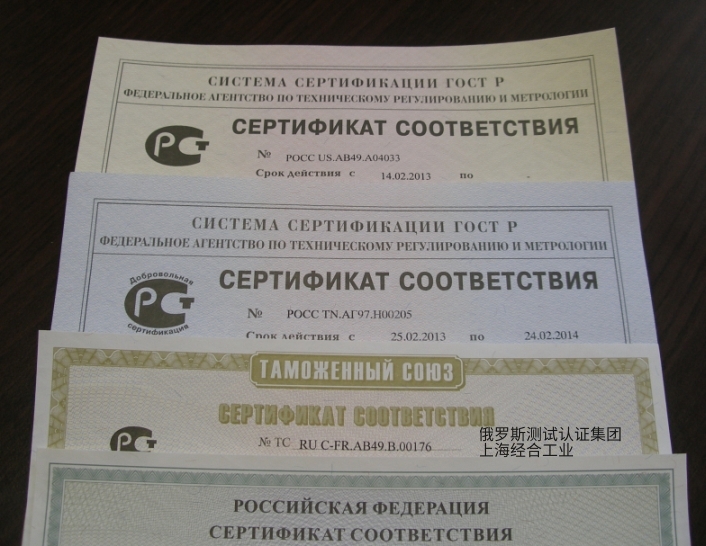 СИСТЕМА СЕРТИФИКАЦИИ ГОСТ Р
ФЕДЕРАЛЬНОЕ АГЕНТСТВО ПО ТЕХНИЧЕСКОМУ РЕГУЛИРОВАНИЮ И МЕТРОЛОГИИ
СЕРТИФИКАТ СООТВЕТСТВИЯ
№ РОСС US.АВ49.А04033
Срок действия с 14.02.2013 по
СИСТЕМА СЕРТИФИКАЦИИ ГОСТ Р
ФЕДЕРАЛЬНОЕ АГЕНТСТВО ПО ТЕХНИЧЕСКОМУ РЕГУЛИРОВАНИЮ И МЕТРОЛОГИИ
Добровольная
сертификация
СЕРТИФИКАТ СООТВЕТСТВИЯ
№ РОСС TN.АГ97.Н00205
Срок действия с 25.02.2013 по 24.02.2014
ТАМОЖЕННЫЙ СОЮЗ
СЕРТИФИКАТ СООТВЕТСТВИЯ
№ ТС RU C-FR.АВ49.В.00176
俄罗斯测试认证集团
上海经合工业
РОССИЙСКАЯ ФЕДЕРАЦИЯ
СЕРТИФИКАТ СООТВЕТСТВИЯ